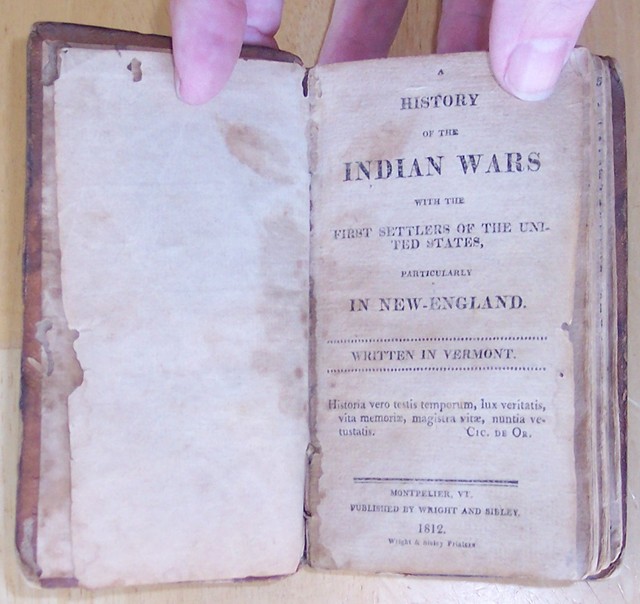 A
HISTORY
OF THE
INDIAN WARS
WITH THE
FIRST SETTLERS OF THE UNI-
TED STATES,
PARTICULARLY
IN NEW-ENGLAND.
WRITTEN IN VERMONT.
Historia vero testis temporum, lux veritatis,
vita memoriæ, magistra vitæ, nuntia ve-
tustatis. CIC. DE OR.
MONTPELIER, VT.
PUBLISHED BY WRIGHT AND SIBLEY.
1812.
Wright & Sibley Printers